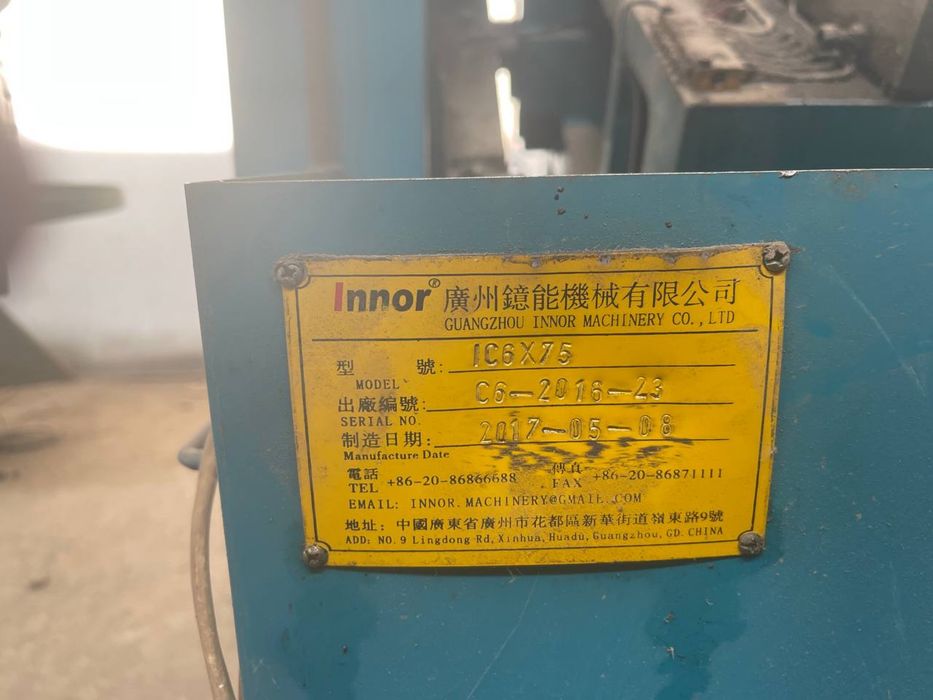 Innor® 廣州鐿能機械有限公司
GUANGZHOU INNOR MACHINERY CO., LTD
型 號: IC6X75
MODEL
出廠編號: C6-2016-23
SERIAL NO.
制造日期: 2017-05-08
Manufacture Date
電話 TEL +86-20-86866688 傳真 FAX +86-20-86871111
EMAIL: INNOR.MACHINERY@GMAIL.COM
地址: 中國廣東省廣州市花都區新華街道嶺東路9號
ADD: NO.9 Lingdong Rd, Xinhua, Huadu, Guangzhou, GD. CHINA